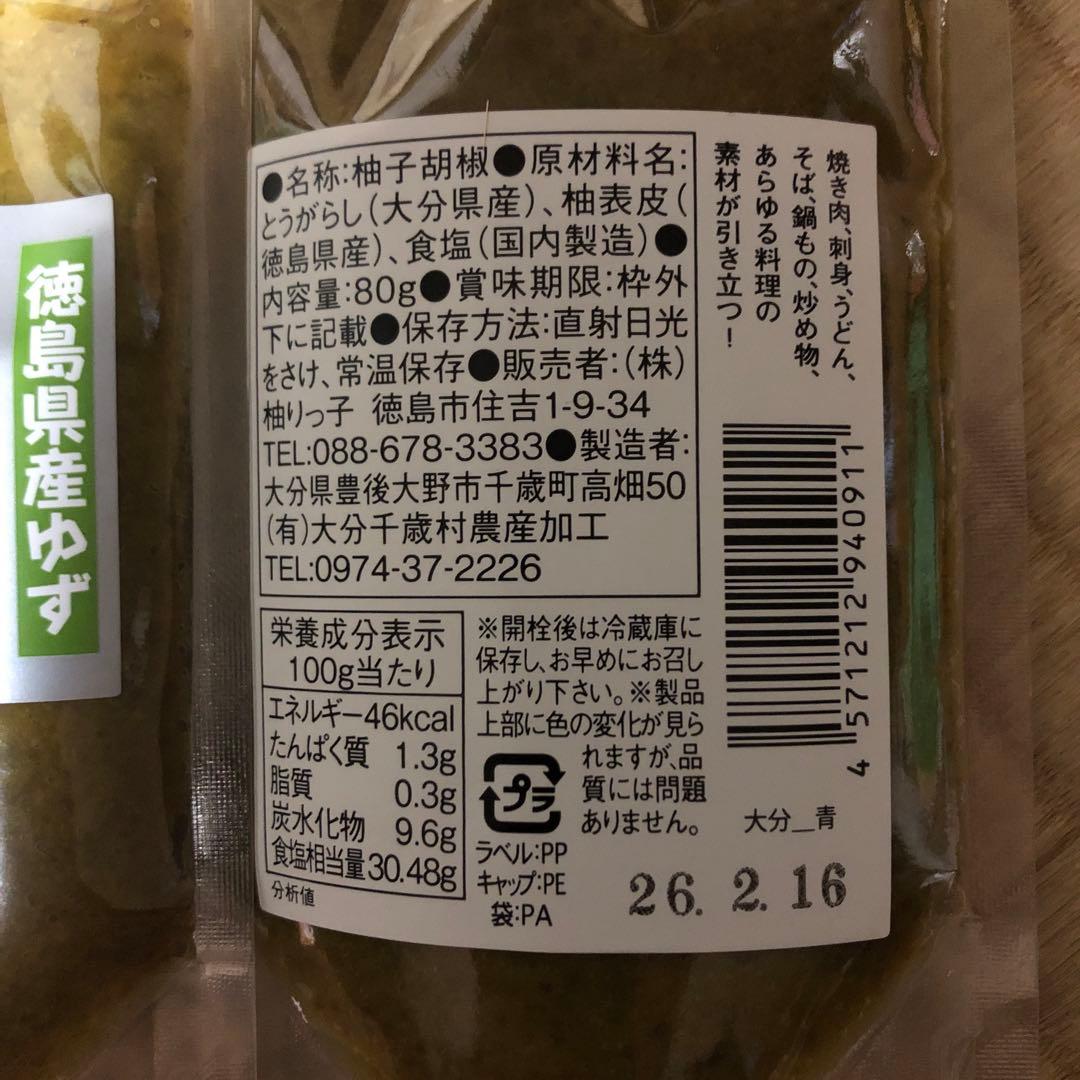 徳島県産ゆず
●名称:柚子胡椒●原材料名:
とうがらし(大分県産)、柚表皮(
徳島県産)、食塩(国内製造)●
内容量:80g●賞味期限:枠外
下に記載●保存方法:直射日光
をさけ、常温保存●販売者:(株)
柚りっ子 徳島市住吉1-9-34
TEL:088-678-3383●製造者:
大分県豊後大野市千歳町高畑50
(有)大分千歳村農産加工
TEL:0974-37-2226
焼き肉、刺身、うどん、
そば、鍋もの、炒め物、
あらゆる料理の
素材が引き立つ!
4571212940911
栄養成分表示
100g当たり
エネルギー46kcal
たんぱく質 1.3g
脂質 0.3g
炭水化物 9.6g
食塩相当量30.48g
分析値
※開栓後は冷蔵庫に
保存し、お早めにお召し
上がり下さい。※製品
上部に色の変化が見ら
れますが、品
質には問題
ありません。
プラ
ラベル:PP
キャップ:PE
袋:PA
大分_青
26. 2. 16